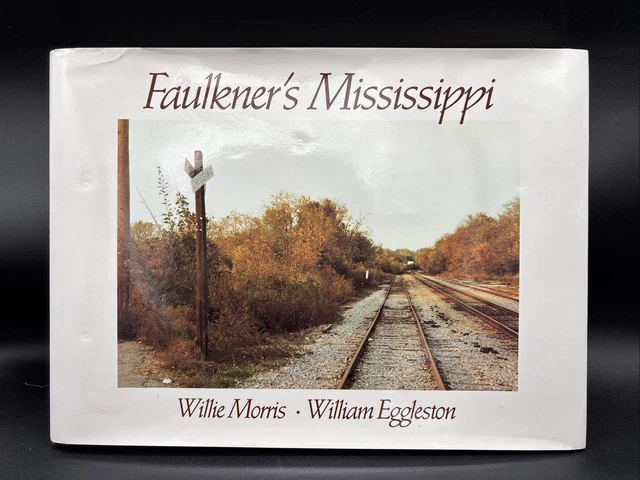 Faulkner's Mississippi
Willie Morris · William Eggleston